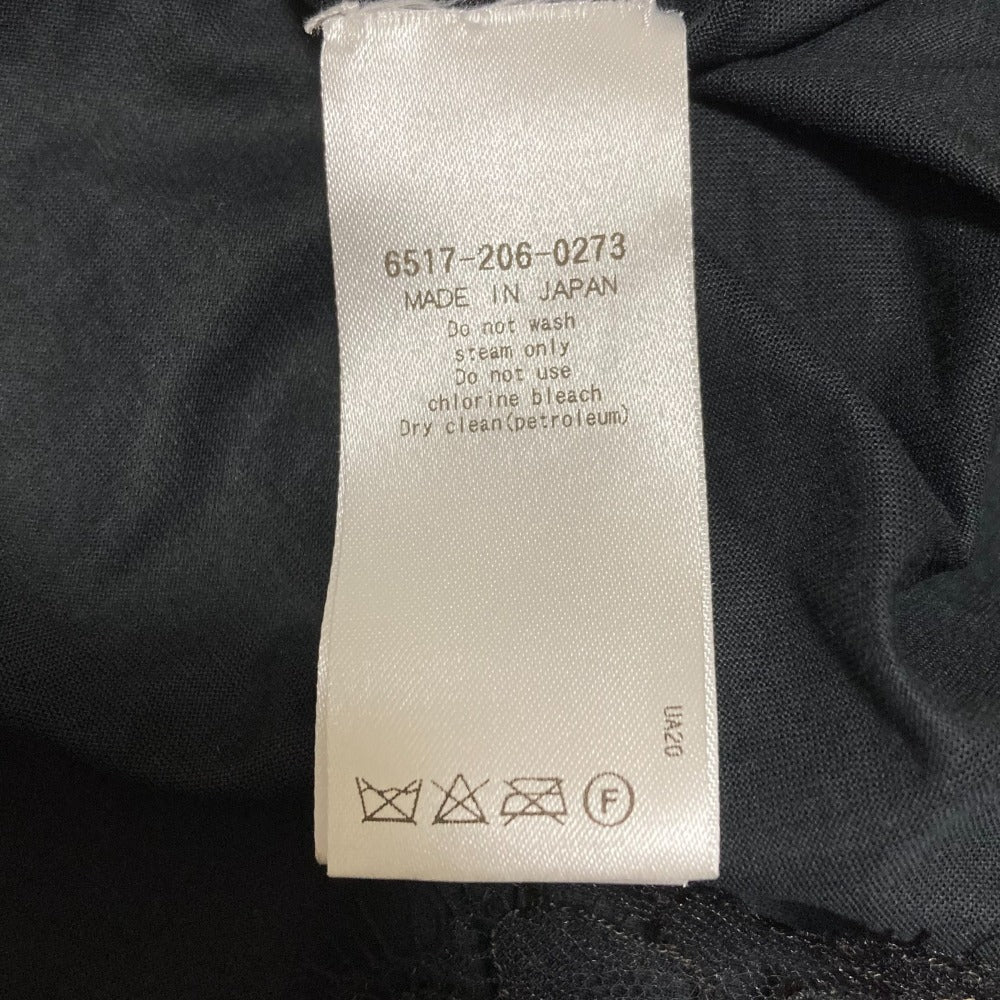 6517-206-0273
MADE IN JAPAN
Do not wash
steam only
Do not use
chlorine bleach
Dry clean(petroleum)
UA20
F